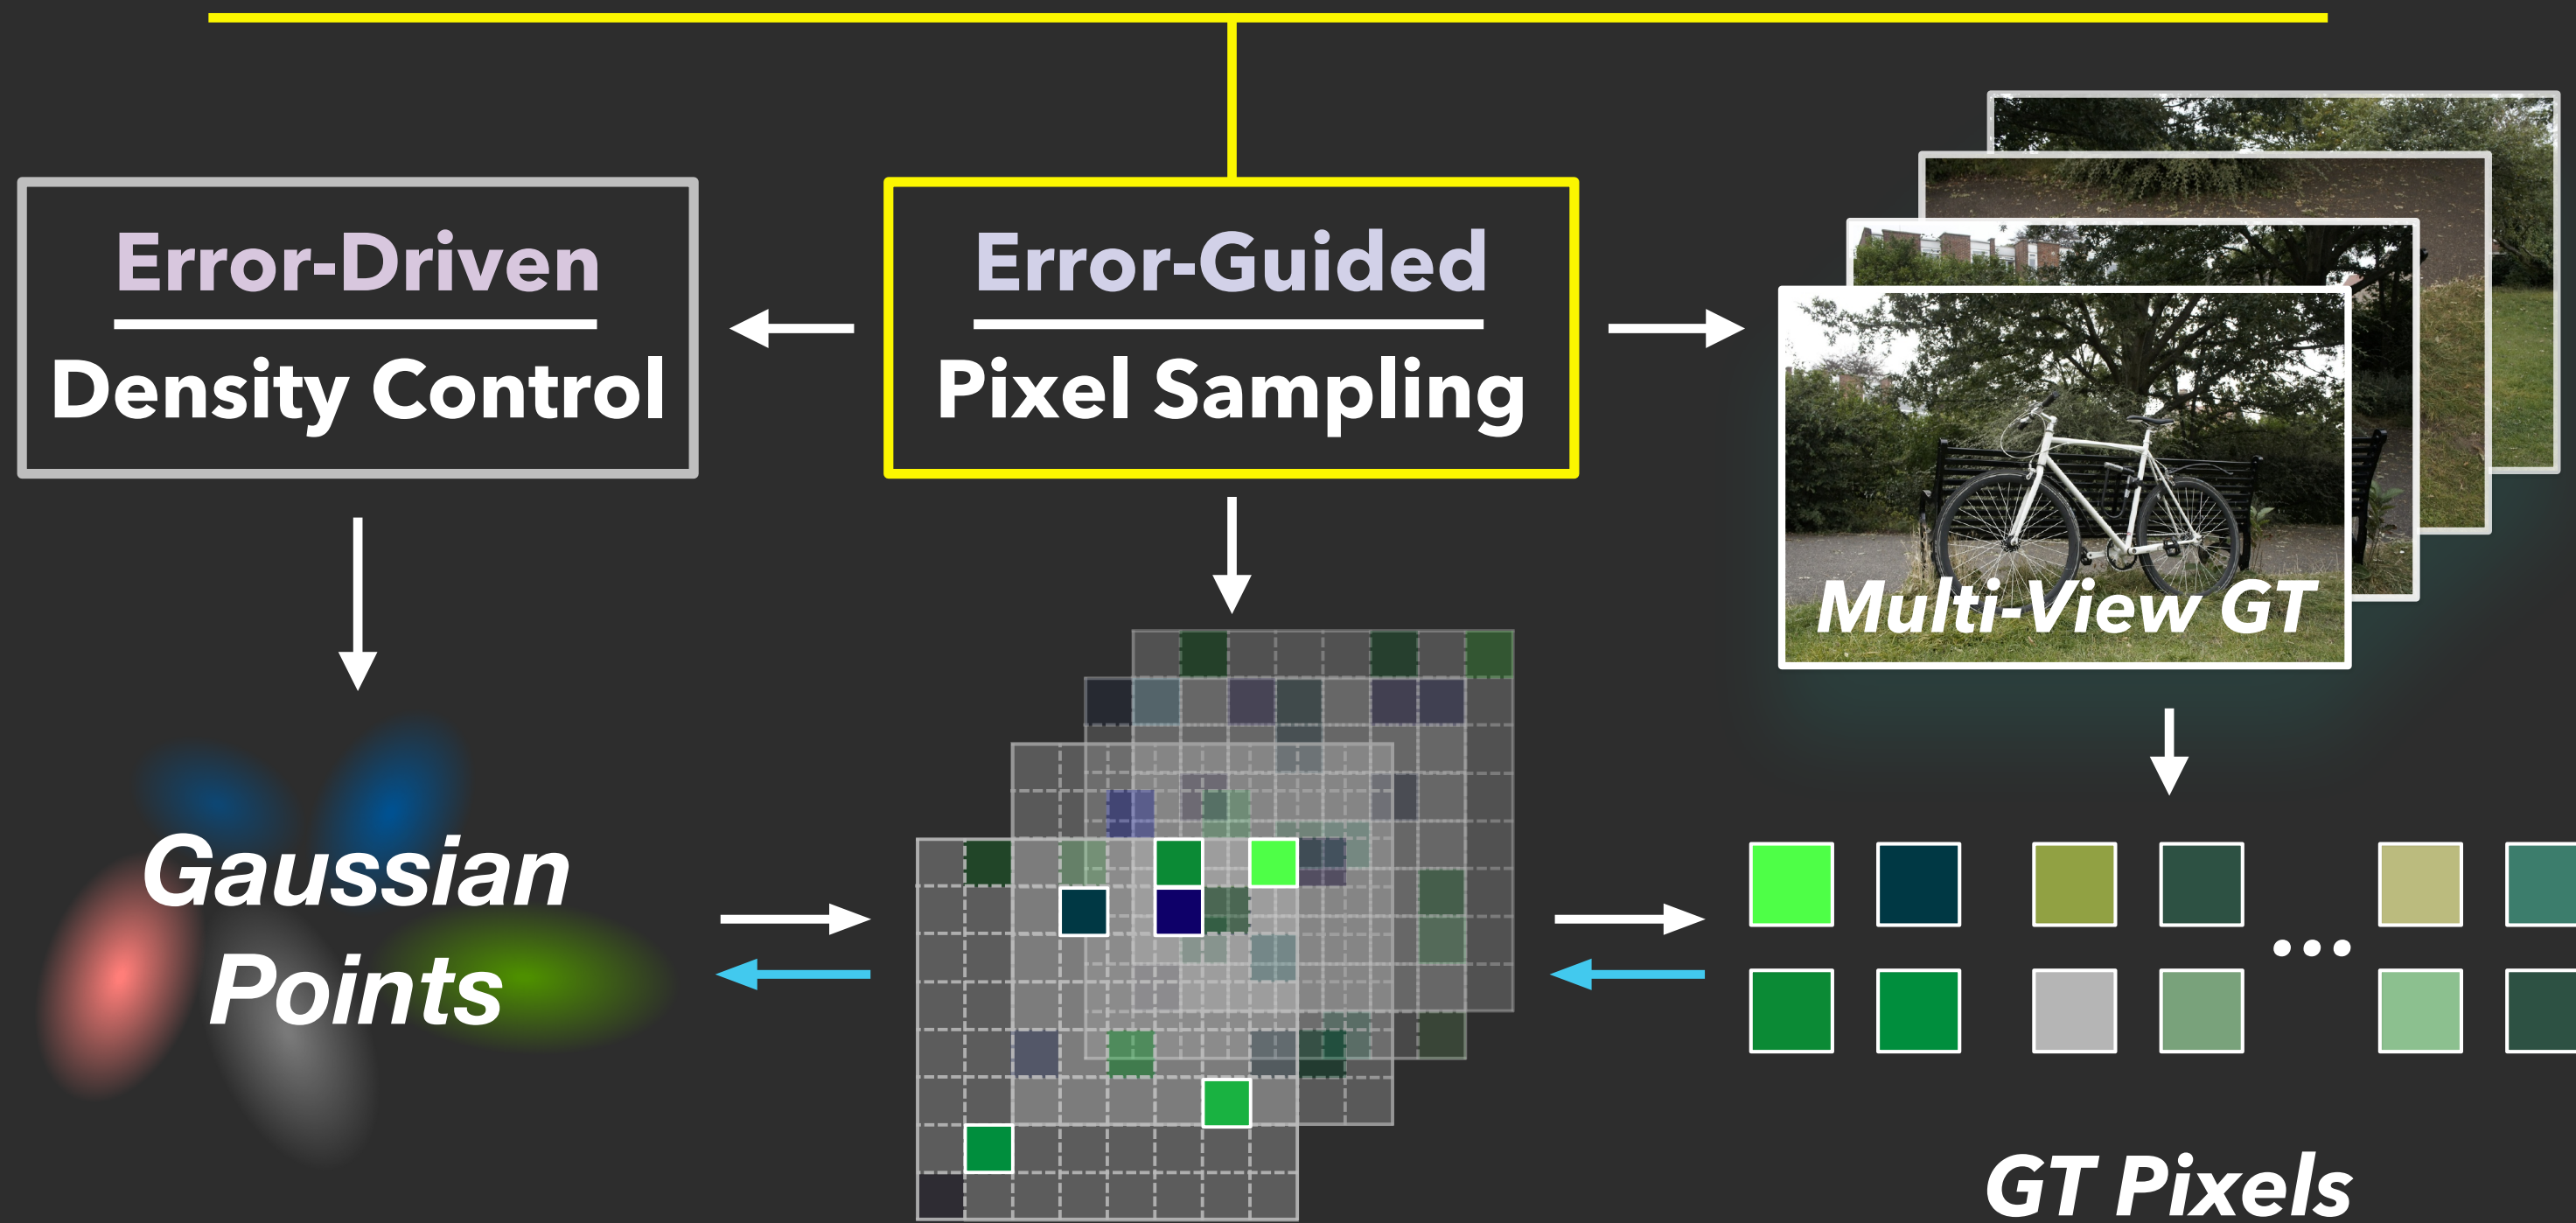 Error-Driven
Density Control
Error-Guided
Pixel Sampling
Multi-View GT
Gaussian
Points
GT Pixels